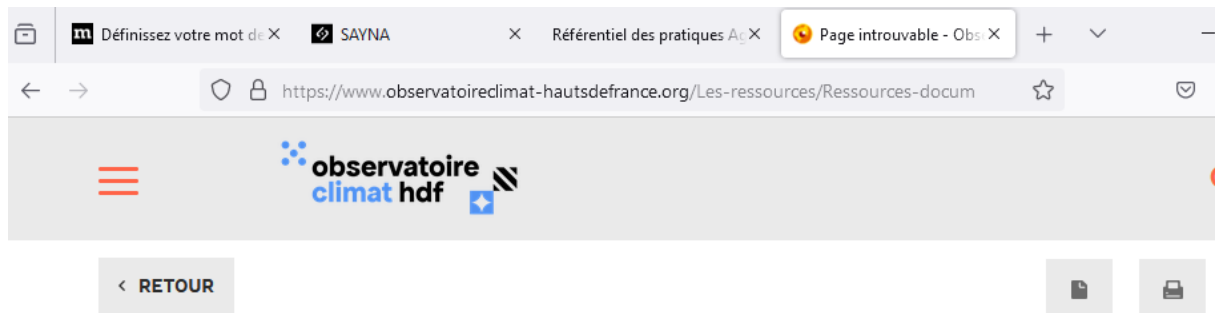 m Définissez votre mot de SAYNA Référentiel des pratiques Ag Page introuvable - Obs
https://www.observatoireclimat-hautsdefrance.org/Les-ressources/Ressources-docum
observatoire
climat hdf
< RETOUR